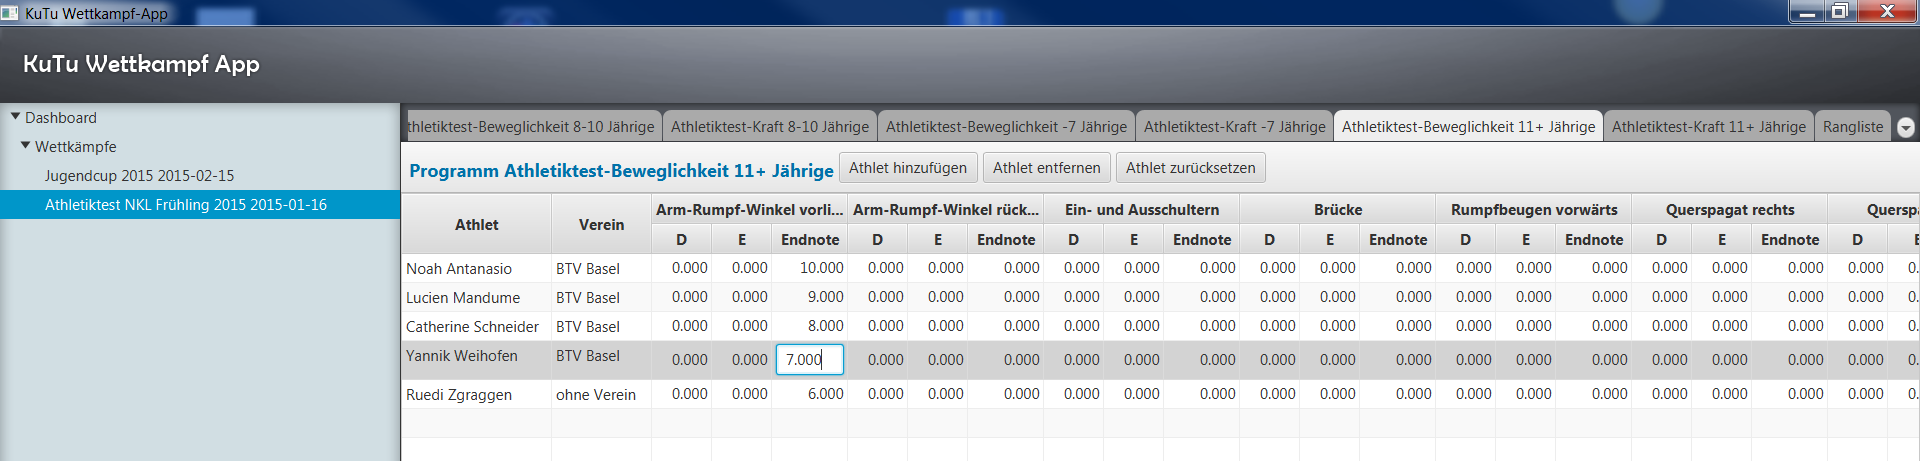 KuTu Wettkampf-App
KuTu Wettkampf App
Dashboard
Wettkämpfe
Jugendcup 2015 2015-02-15
Athletiktest NKL Frühling 2015 2015-01-16
thletiktest-Beweglichkeit 8-10 Jährige Athletiktest-Kraft 8-10 Jährige Athletiktest-Beweglichkeit -7 Jährige Athletiktest-Kraft -7 Jährige Athletiktest-Beweglichkeit 11+ Jährige Athletiktest-Kraft 11+ Jährige Rangliste
Programm Athletiktest-Beweglichkeit 11+ Jährige Athlet hinzufügen Athlet entfernen Athlet zurücksetzen
Athlet Verein Arm-Rumpf-Winkel vorli... Arm-Rumpf-Winkel rück... Ein- und Ausschultern Brücke Rumpfbeugen vorwärts Querspagat rechts Querspa
D E Endnote D E Endnote D E Endnote D E Endnote D E Endnote D E Endnote D E
Noah Antanasio BTV Basel 0.000 0.000 10.000 0.000 0.000 0.000 0.000 0.000 0.000 0.000 0.000 0.000 0.000 0.000 0.000 0.000 0.000 0.000 0.000 0.
Lucien Mandume BTV Basel 0.000 0.000 9.000 0.000 0.000 0.000 0.000 0.000 0.000 0.000 0.000 0.000 0.000 0.000 0.000 0.000 0.000 0.000 0.000 0.
Catherine Schneider BTV Basel 0.000 0.000 8.000 0.000 0.000 0.000 0.000 0.000 0.000 0.000 0.000 0.000 0.000 0.000 0.000 0.000 0.000 0.000 0.000 0.
Yannik Weihofen BTV Basel 0.000 0.000 7.000 0.000 0.000 0.000 0.000 0.000 0.000 0.000 0.000 0.000 0.000 0.000 0.000 0.000 0.000 0.000 0.000 0.
Ruedi Zgraggen ohne Verein 0.000 0.000 6.000 0.000 0.000 0.000 0.000 0.000 0.000 0.000 0.000 0.000 0.000 0.000 0.000 0.000 0.000 0.000 0.000 0.